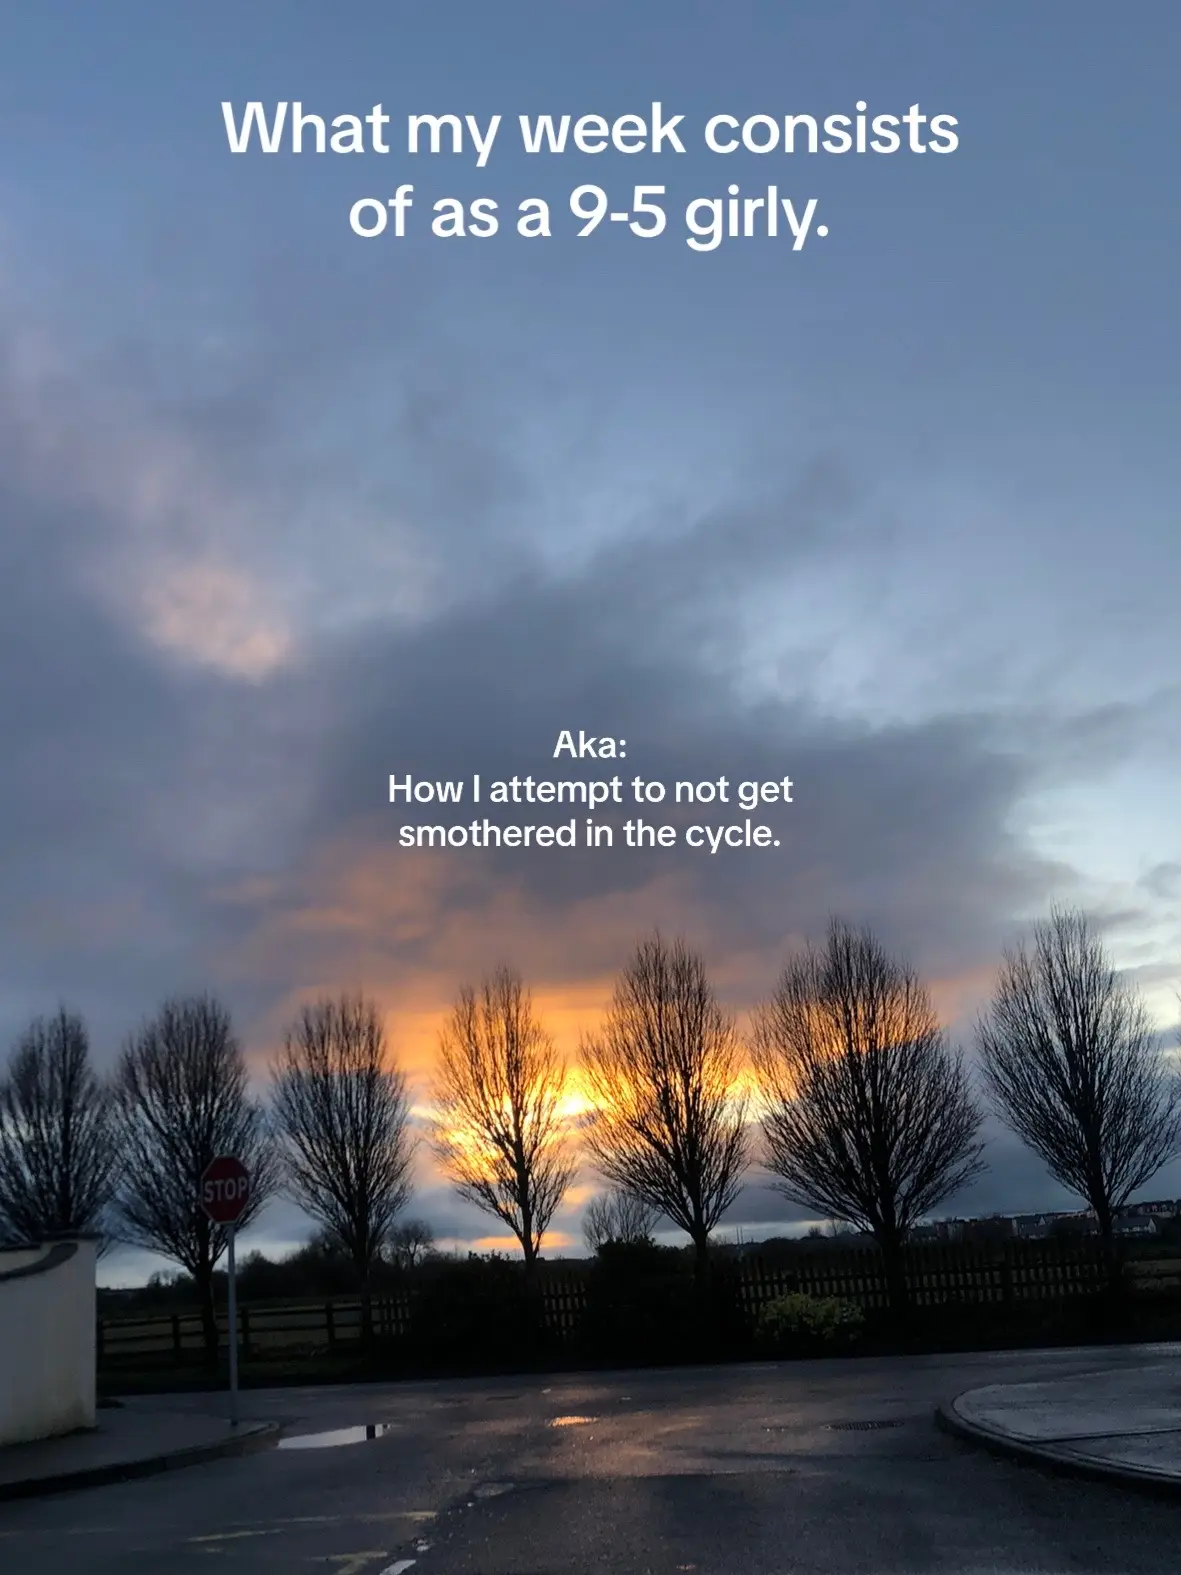 What my week consists
of as a 9-5 girly.
Aka:
How I attempt to not get
smothered in the cycle.
STOP